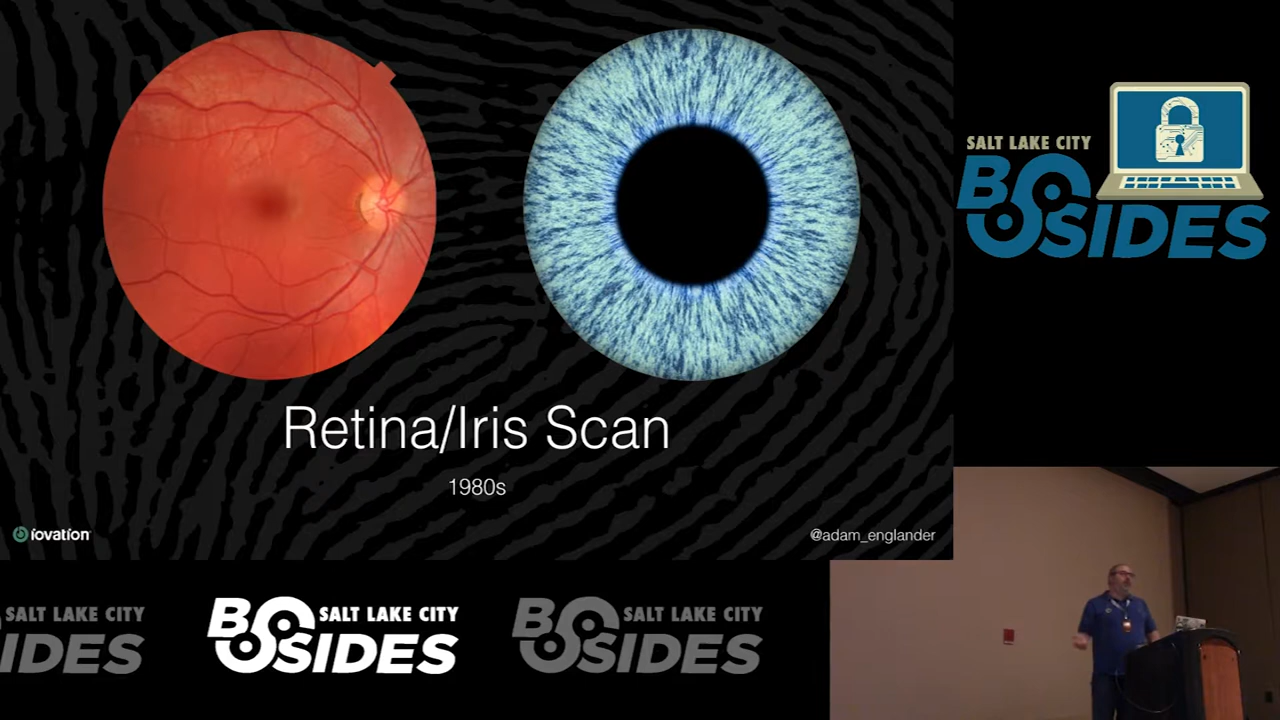 Retina/Iris Scan
1980s
iovation
@adam_englander
SALT LAKE CITY
BSIDES
SALT LAKE CITY
IDES
SALT LAKE CITY
BSIDES
SALT LAKE CITY
BSIDES